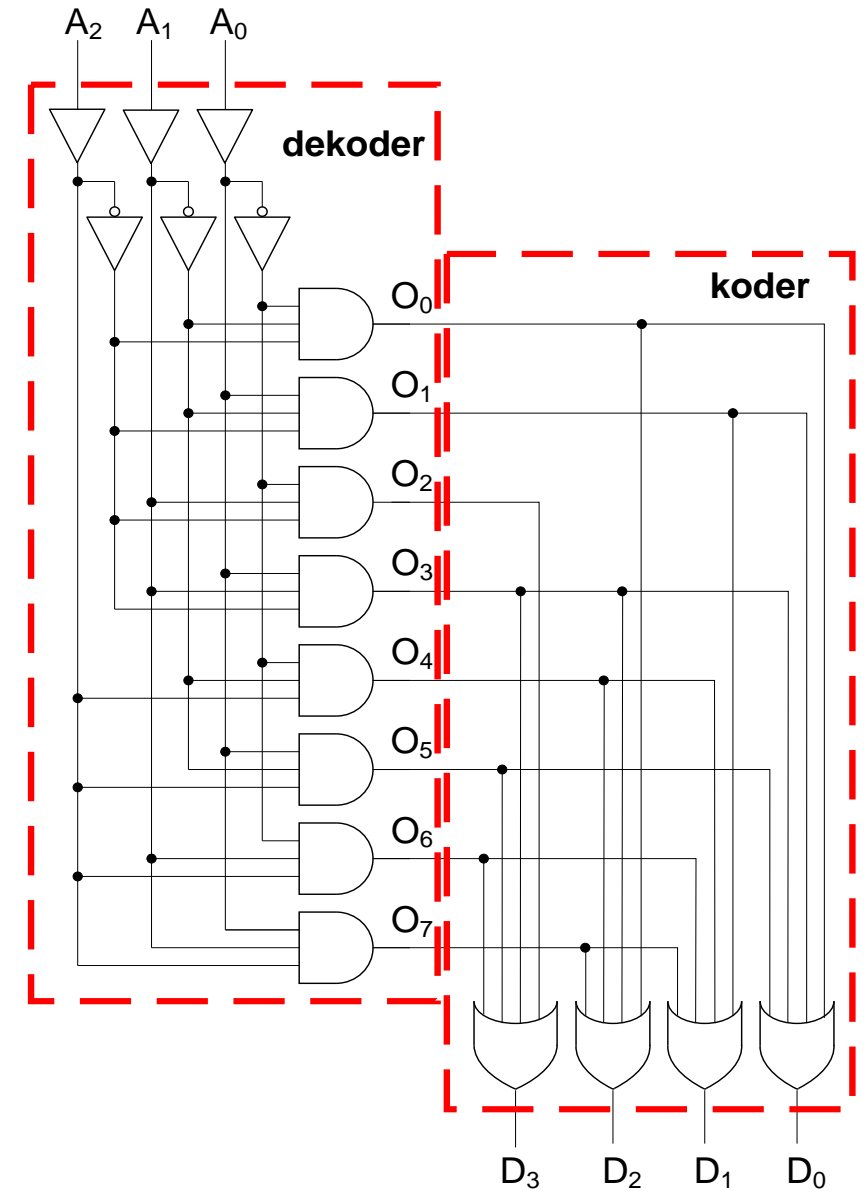 A₂ A₁ A₀
dekoder
koder
O₀
O₁
O₂
O₃
O₄
O₅
O₆
O₇
D₃ D₂ D₁ D₀